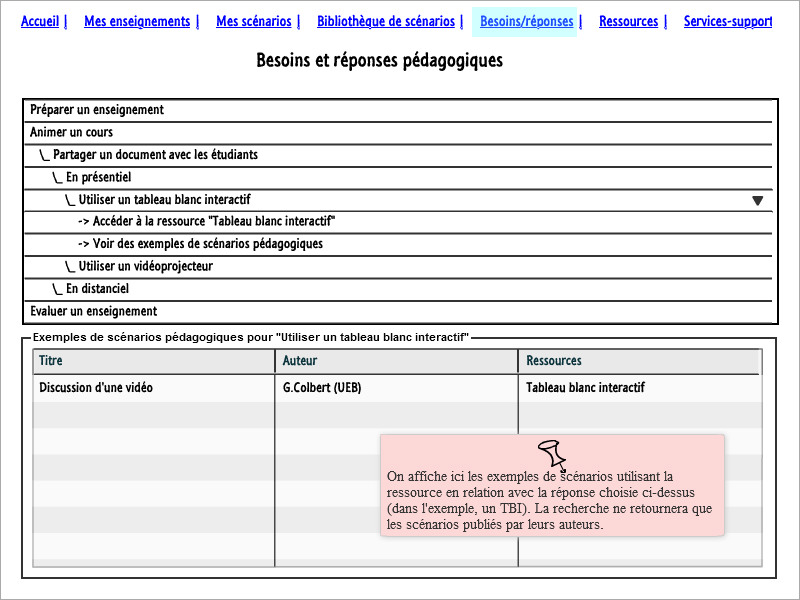 Accueil | Mes enseignements | Mes scénarios | Bibliothèque de scénarios | Besoins/réponses | Ressources | Services-support
Besoins et réponses pédagogiques
Préparer un enseignement
Animer un cours
\_ Partager un document avec les étudiants
\_ En présentiel
\_ Utiliser un tableau blanc interactif
-> Accéder à la ressource "Tableau blanc interactif"
-> Voir des exemples de scénarios pédagogiques
\_ Utiliser un vidéoprojecteur
\_ En distanciel
Evaluer un enseignement
Exemples de scénarios pédagogiques pour "Utiliser un tableau blanc interactif"
Titre Auteur Ressources
Discussion d'une vidéo G.Colbert (UEB) Tableau blanc interactif
On affiche ici les exemples de scénarios utilisant la
ressource en relation avec la réponse choisie ci-dessus
(dans l'exemple, un TBI). La recherche ne retournera que
les scénarios publiés par leurs auteurs.